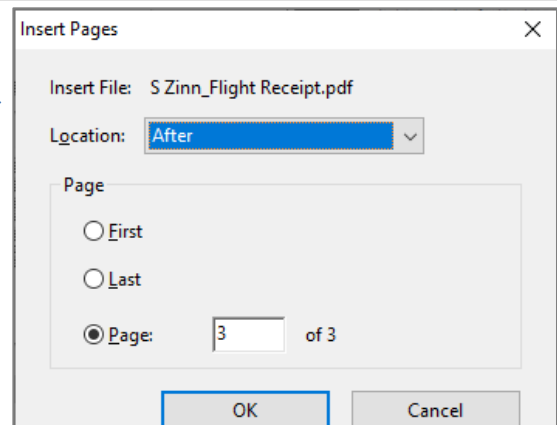 Insert Pages
Insert File: S Zinn_Flight Receipt.pdf
Location: After
Page
First
Last
Page: 3 of 3
OK Cancel